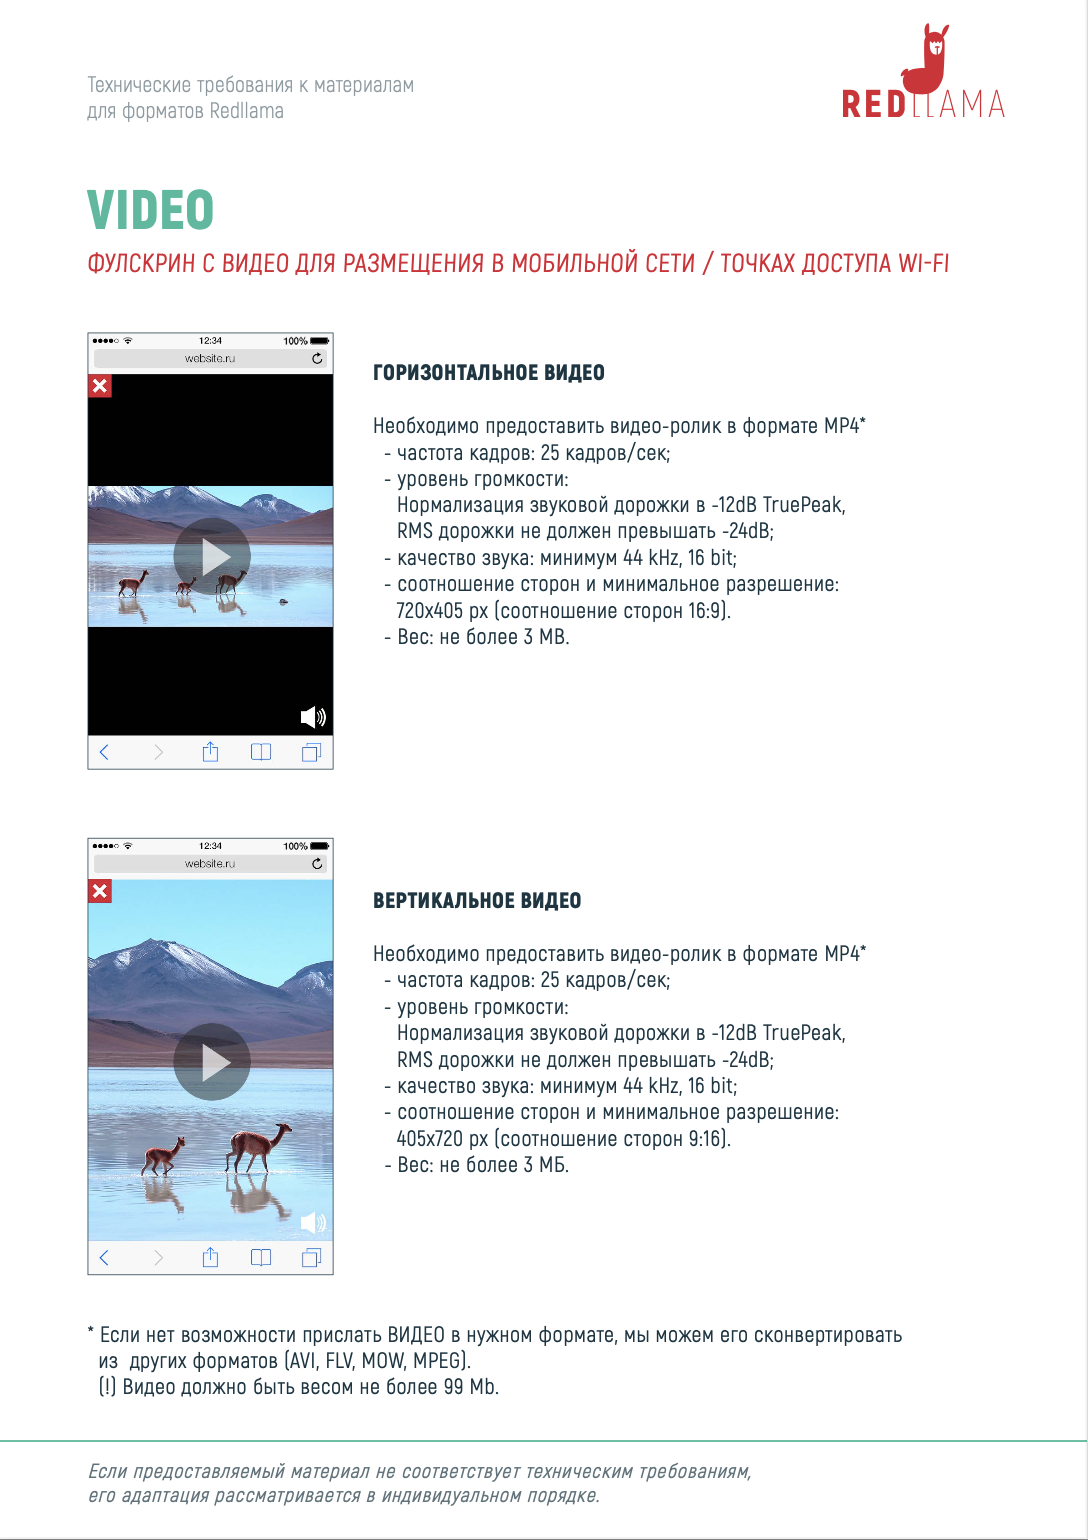 Технические требования к материалам
для форматов Redllama
REDLLAMA
VIDEO
ФУЛСКРИН С ВИДЕО ДЛЯ РАЗМЕЩЕНИЯ В МОБИЛЬНОЙ СЕТИ / ТОЧКАХ ДОСТУПА WI-FI
12:34
100%
website.ru
ГОРИЗОНТАЛЬНОЕ ВИДЕО
Необходимо предоставить видео-ролик в формате MP4*
- частота кадров: 25 кадров/сек;
- уровень громкости:
Нормализация звуковой дорожки в -12dB TruePeak,
RMS дорожки не должен превышать -24dB;
- качество звука: минимум 44 kHz, 16 bit;
- соотношение сторон и минимальное разрешение:
720x405 px (соотношение сторон 16:9).
- Вес: не более 3 MB.
12:34
100%
website.ru
ВЕРТИКАЛЬНОЕ ВИДЕО
Необходимо предоставить видео-ролик в формате MP4*
- частота кадров: 25 кадров/сек;
- уровень громкости:
Нормализация звуковой дорожки в -12dB TruePeak,
RMS дорожки не должен превышать -24dB;
- качество звука: минимум 44 kHz, 16 bit;
- соотношение сторон и минимальное разрешение:
405x720 px (соотношение сторон 9:16).
- Вес: не более 3 МБ.
* Если нет возможности прислать ВИДЕО в нужном формате, мы можем его сконвертировать
из других форматов (AVI, FLV, MOW, MPEG).
(!) Видео должно быть весом не более 99 Mb.
Если предоставляемый материал не соответствует техническим требованиям,
его адаптация рассматривается в индивидуальном порядке.